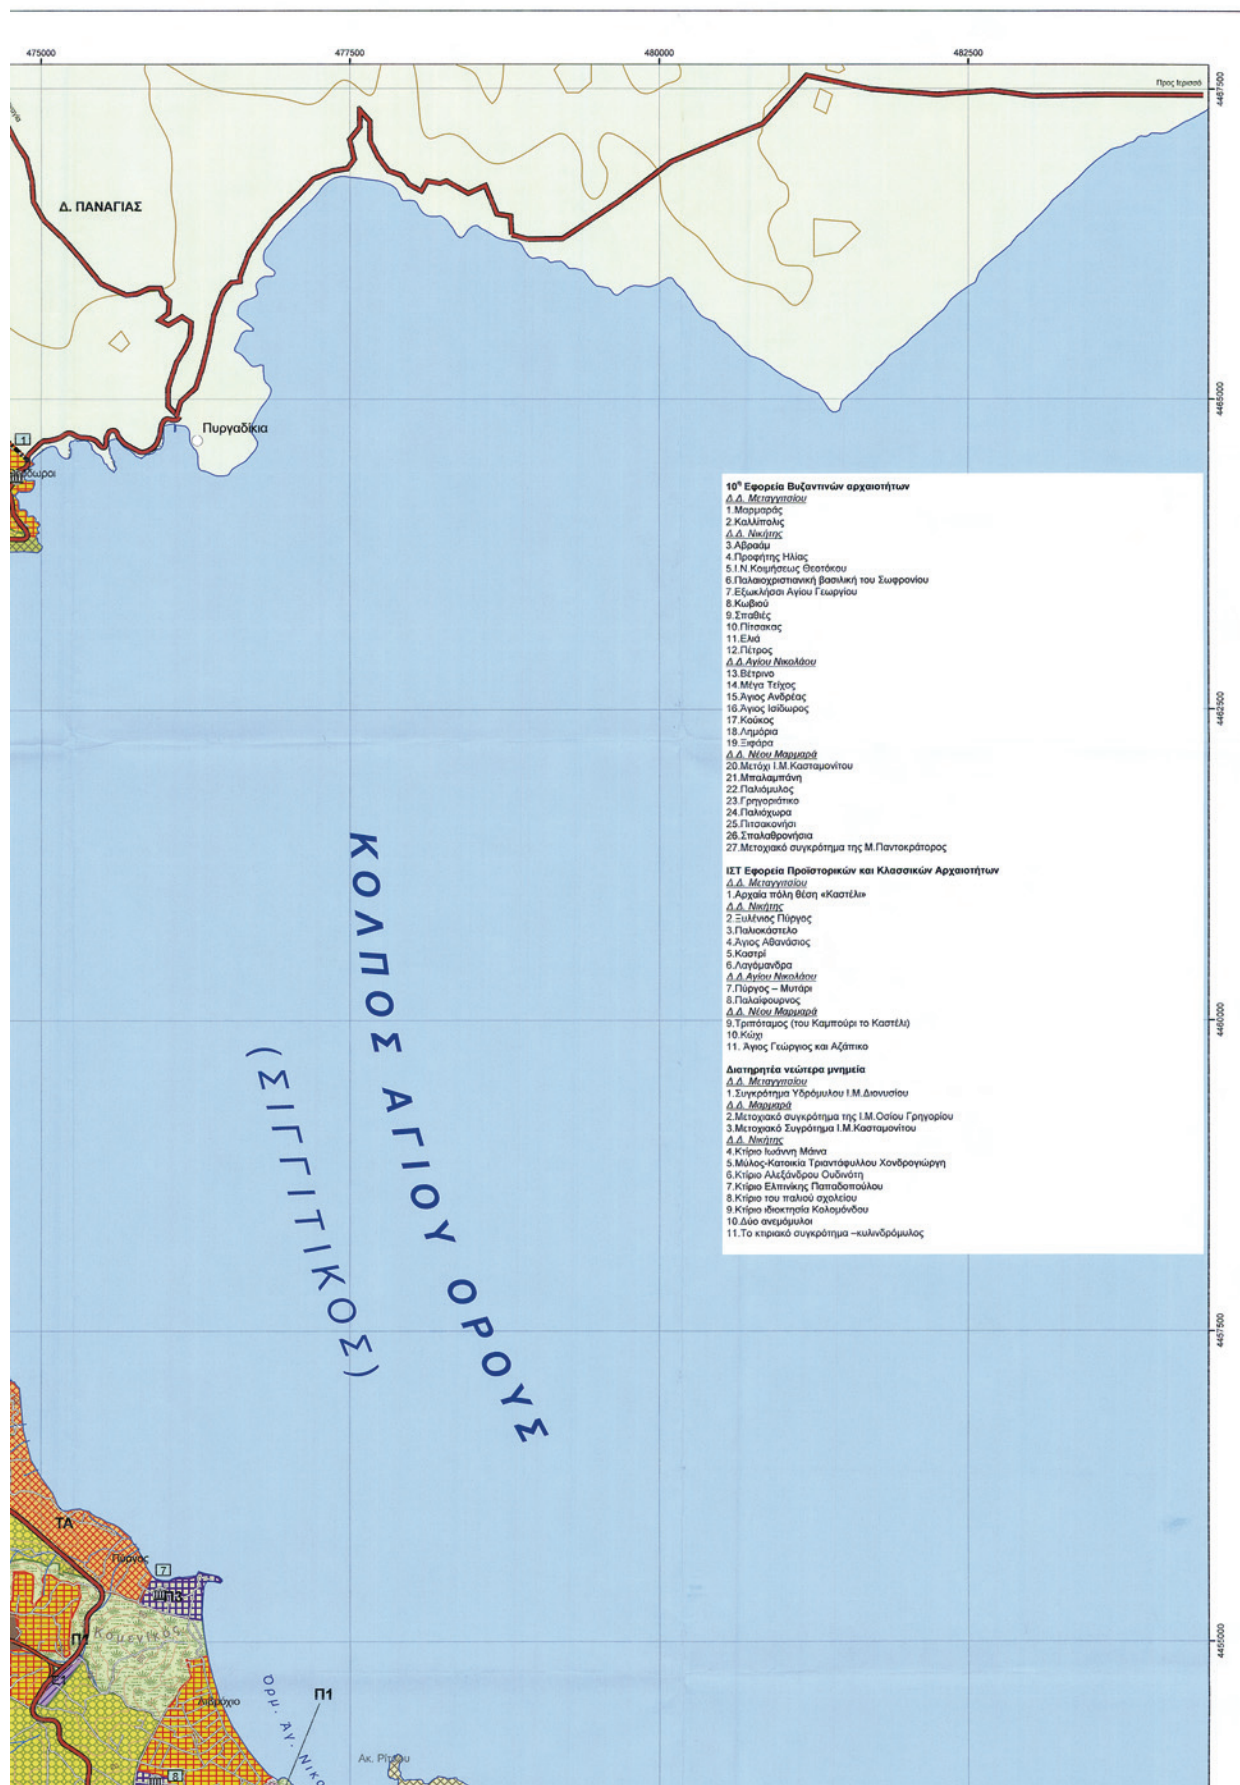 475000 477500 480000 482500
Προς Ιερισσό
4467500
Δ. ΠΑΝΑΓΙΑΣ
4465000
Πυργαδίκια
1
10η Εφορεία Βυζαντινών αρχαιοτήτων
Δ.Δ. Μεταγγιτσίου
1.Μαρμαράς
2.Καλλίπολις
Δ.Δ. Νικήτης
3.Αβραάμ
4.Προφήτης Ηλίας
5.Ι.Ν.Κοιμήσεως Θεοτόκου
6.Παλαιοχριστιανική βασιλική του Σωφρονίου
7.Εξωκλήσσι Αγίου Γεωργίου
8.Κωβιού
9.Σπαθιές
10.Πίτσακας
11.Ελιά
12.Πέτρος
Δ.Δ.Αγίου Νικολάου
13.Βέτρινο
14.Μέγα Τείχος
15.Άγιος Ανδρέας
16.Άγιος Ισίδωρος
17.Κούκος
18.Λημόρια
19.Ξιφάρα
4462500
Δ.Δ. Νέου Μαρμαρά
20.Μετόχι Ι.Μ.Κασταμονίτου
21.Μπαλαμπάνη
22.Παλιόμυλος
23.Γρηγοριάτικο
24.Παλιόχωρα
25.Πιτσακονήσι
26.Σπαλαθρονήσια
27.Μετοχιακό συγκρότημα της Μ.Παντοκράτορος
ΙΣΤ Εφορεία Προϊστορικών και Κλασσικών Αρχαιοτήτων
Δ.Δ. Μεταγγιτσίου
1.Αρχαία πόλη θέση «Καστέλι»
Δ.Δ. Νικήτης
2.Ξυλένιος Πύργος
3.Παλιοκάστελο
4.Άγιος Αθανάσιος
5.Καστρί
6.Λαγόμανδρα
Δ.Δ.Αγίου Νικολάου
7.Πύργος – Μυτάρι
8.Παλαίφουρνος
Δ.Δ. Νέου Μαρμαρά
9.Τριπόταμος (του Καμπούρι το Καστέλι)
10.Κώχι
11. Άγιος Γεώργιος και Αζάπικο
4460000
Διατηρητέα νεώτερα μνημεία
Δ.Δ. Μεταγγιτσίου
1.Συγκρότημα Υδρόμυλου Ι.Μ.Διονυσίου
Δ.Δ. Μαρμαρά
2.Μετοχιακό συγκρότημα της Ι.Μ.Οσίου Γρηγορίου
3.Μετοχιακό Συγρότημα Ι.Μ.Κασταμονίτου
Δ.Δ. Νικήτης
4.Κτίριο Ιωάννη Μάινα
5.Μύλος-Κατοικία Τριαντάφυλλου Χονδρογιώργη
6.Κτίριο Αλεξάνδρου Ουδινότη
7.Κτίριο Ελπινίκης Παπαδοπούλου
8.Κτίριο του παλιού σχολείου
9.Κτίριο ιδιοκτησία Κολομόνδου
10.Δύο ανεμόμυλοι
11.Το κτιριακό συγκρότημα –κυλινδρόμυλος
ΚΟΛΠΟΣ ΑΓΙΟΥ ΟΡΟΥΣ
(ΣΙΓΓΙΤΙΚΟΣ)
4457500
ΤΑ
Πύργος
7
Π3
Κομενίκος
4455000
Λιβρόχιο
Π1
Όρμ. Άγ.
Ακ.
8